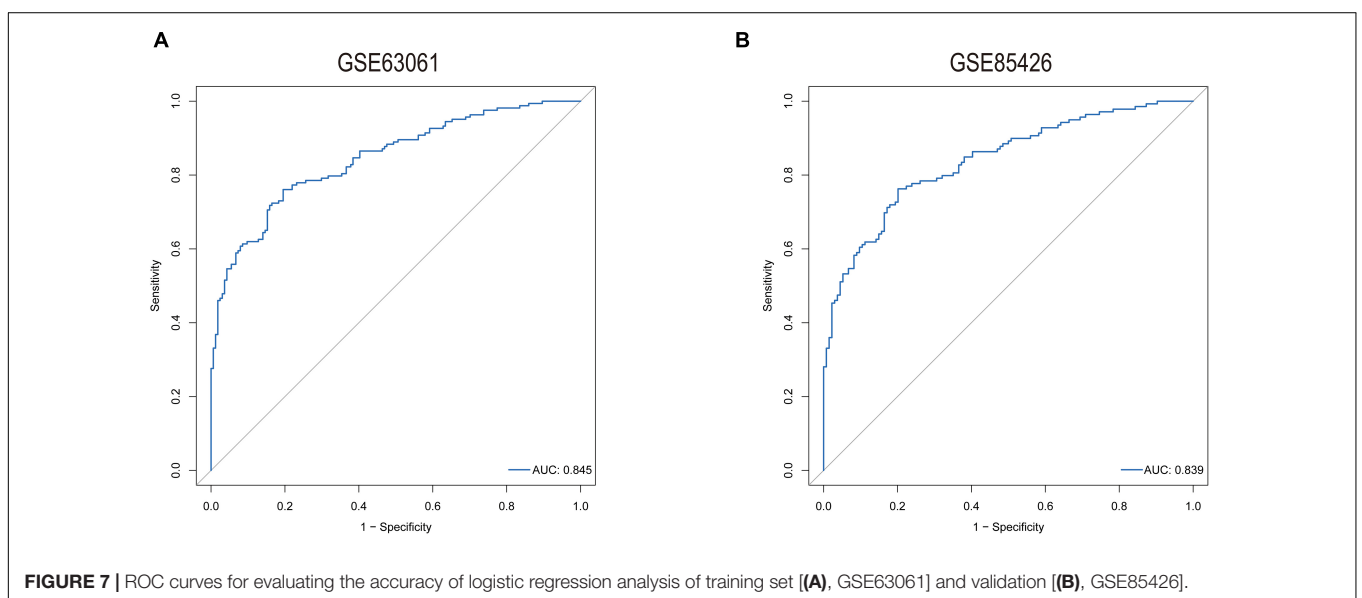 A
GSE63061
1.0
0.8
0.6
0.4
0.2
0.0
Sensitivity
AUC: 0.845
0.0 0.2 0.4 0.6 0.8 1.0
1 − Specificity
B
GSE85426
1.0
0.8
0.6
0.4
0.2
0.0
Sensitivity
AUC: 0.839
0.0 0.2 0.4 0.6 0.8 1.0
1 − Specificity
FIGURE 7 | ROC curves for evaluating the accuracy of logistic regression analysis of training set [(A), GSE63061] and validation [(B), GSE85426].